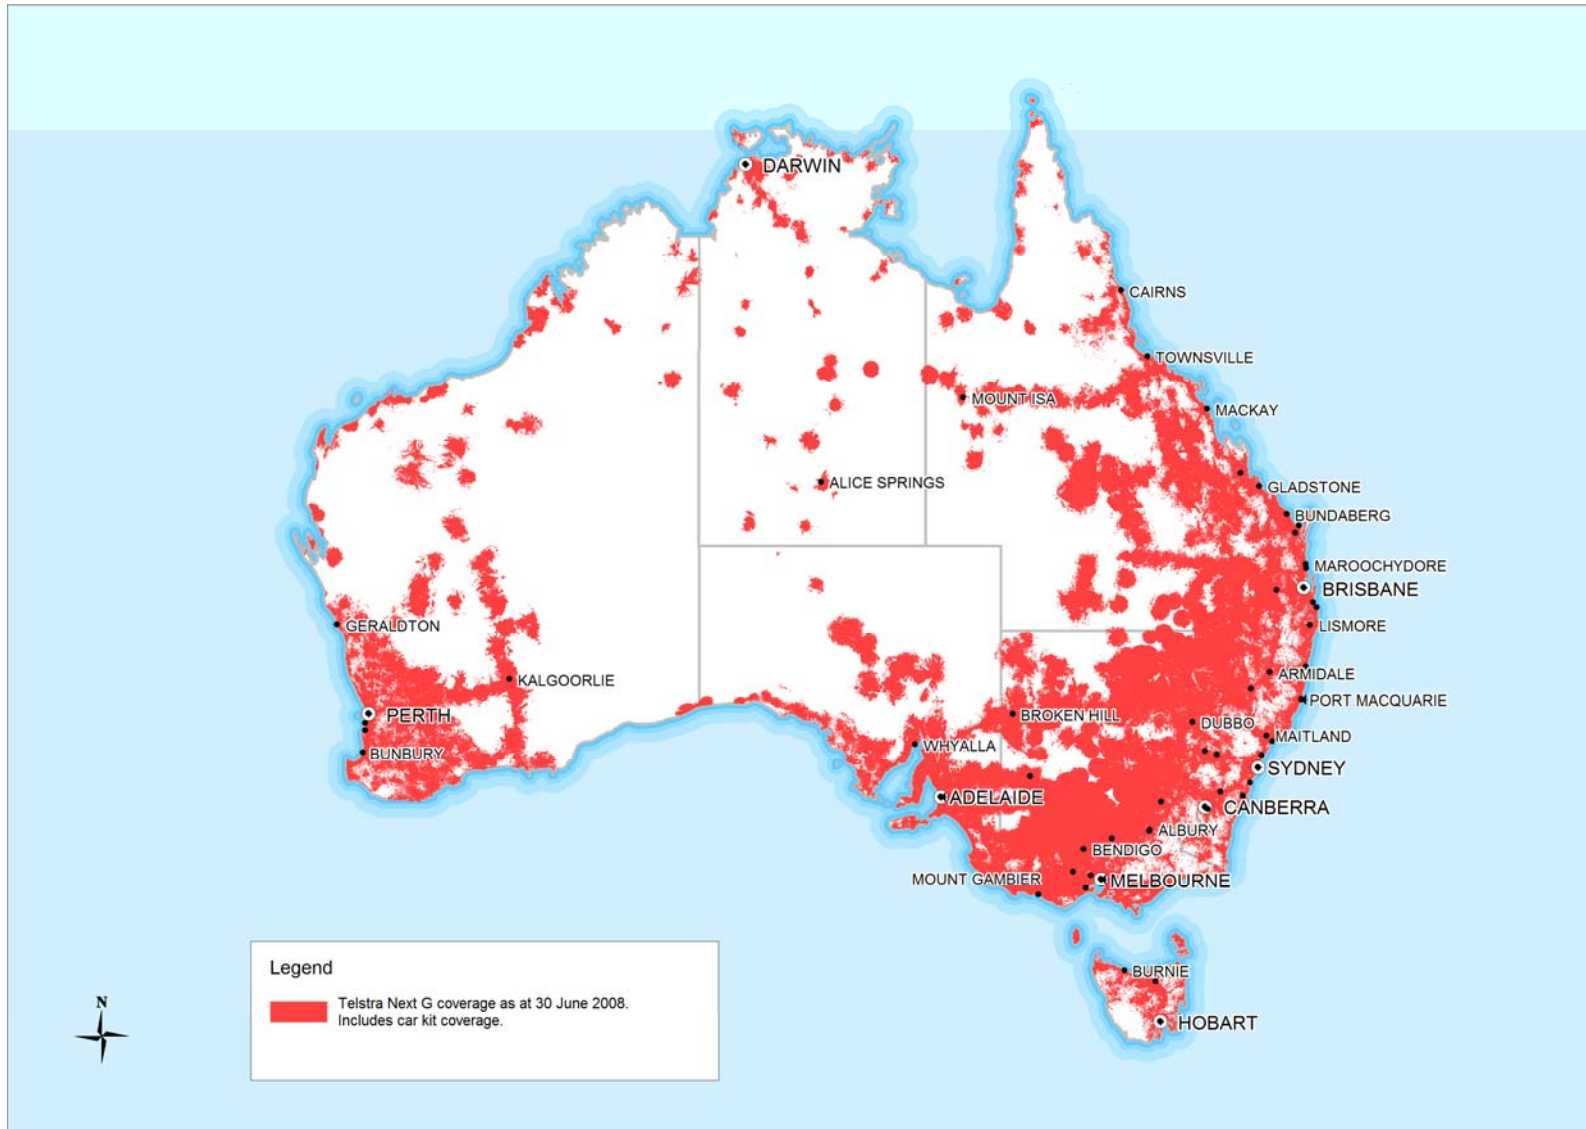 DARWIN
CAIRNS
TOWNSVILLE
MOUNT ISA
MACKAY
ALICE SPRINGS
GLADSTONE
BUNDABERG
MAROOCHYDORE
BRISBANE
GERALDTON
LISMORE
KALGOORLIE
ARMIDALE
PORT MACQUARIE
PERTH
BROKEN HILL
DUBBO
MAITLAND
WHYALLA
BUNBURY
SYDNEY
ADELAIDE
CANBERRA
ALBURY
BENDIGO
MOUNT GAMBIER
MELBOURNE
BURNIE
HOBART
Legend
Telstra Next G coverage as at 30 June 2008.
Includes car kit coverage.
N